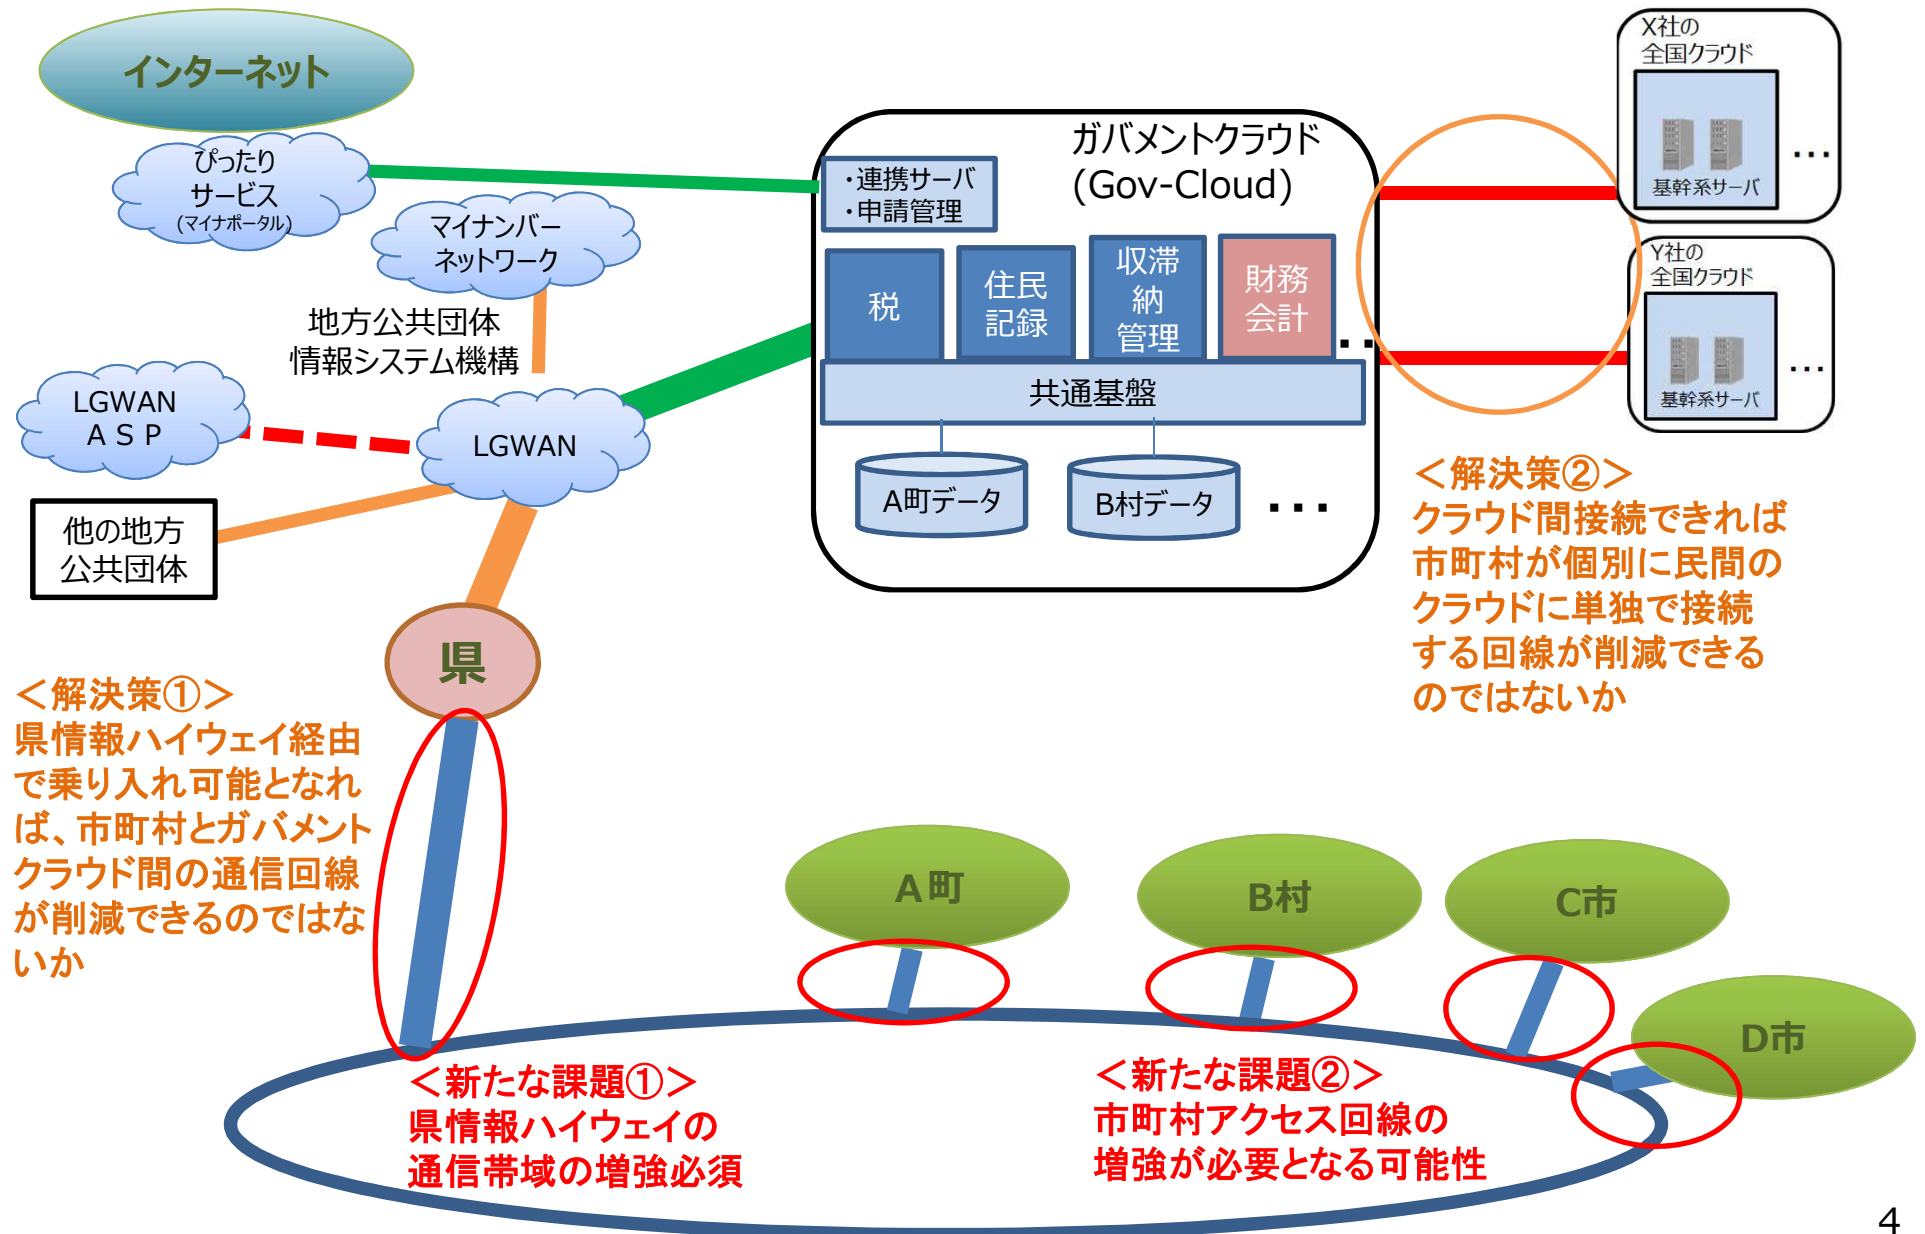 インターネット
ぴったり
サービス
(マイナポータル)
マイナンバー
ネットワーク
地方公共団体
情報システム機構
LGWAN
ＡＳＰ
LGWAN
他の地方
公共団体
県
ガバメントクラウド
(Gov-Cloud)
・連携サーバ
・申請管理
税
住民
記録
収滞
納
管理
財務
会計
・・
共通基盤
A町データ
B村データ
・・・
X社の
全国クラウド
基幹系サーバ
・・・
Y社の
全国クラウド
基幹系サーバ
・・・
＜解決策②＞
クラウド間接続できれば
市町村が個別に民間の
クラウドに単独で接続
する回線が削減できる
のではないか
＜解決策①＞
県情報ハイウェイ経由
で乗り入れ可能となれ
ば、市町村とガバメント
クラウド間の通信回線
が削減できるのではな
いか
Ａ町
B村
C市
D市
＜新たな課題①＞
県情報ハイウェイの
通信帯域の増強必須
＜新たな課題②＞
市町村アクセス回線の
増強が必要となる可能性
4